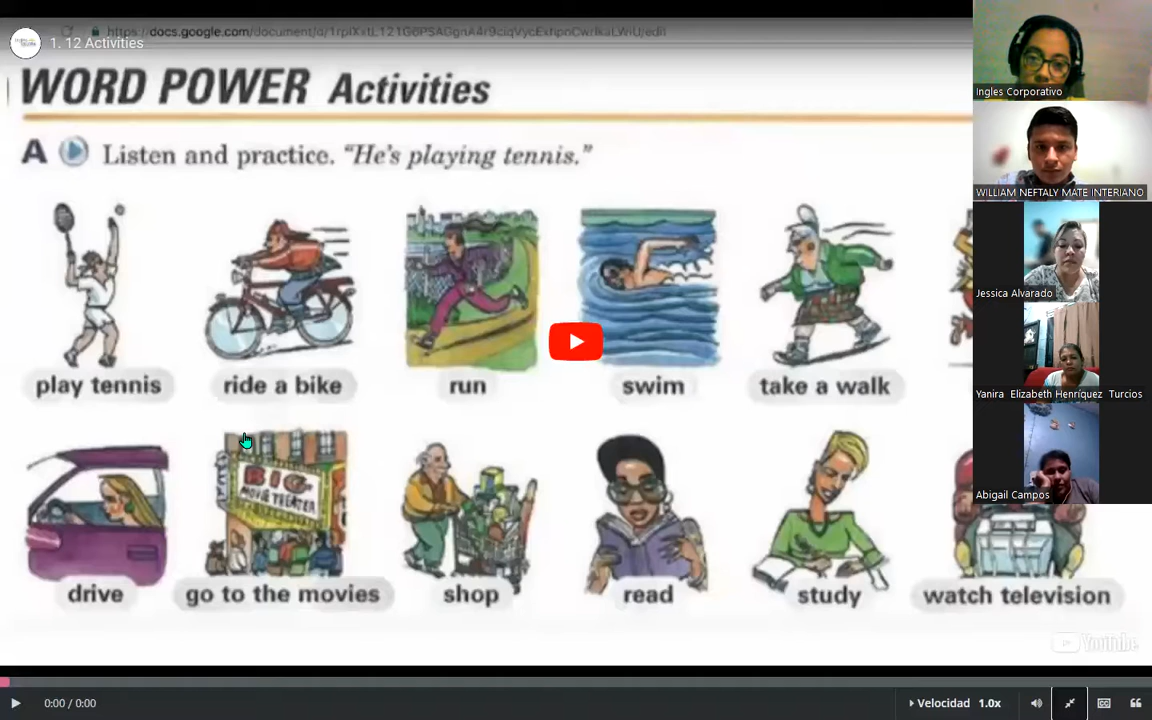 1. 12 Activities
WORD POWER Activities
A Listen and practice. "He's playing tennis."
play tennis
ride a bike
run
swim
take a walk
BIG
MOVIE THEATER
drive
go to the movies
shop
read
study
watch television
YouTube
0:00 / 0:00
Velocidad 1.0x
Ingles Corporativo
WILLIAM NEFTALY MATE INTERIANO
Jessica Alvarado
Yanira Elizabeth Henríquez Turcios
Abigail Campos